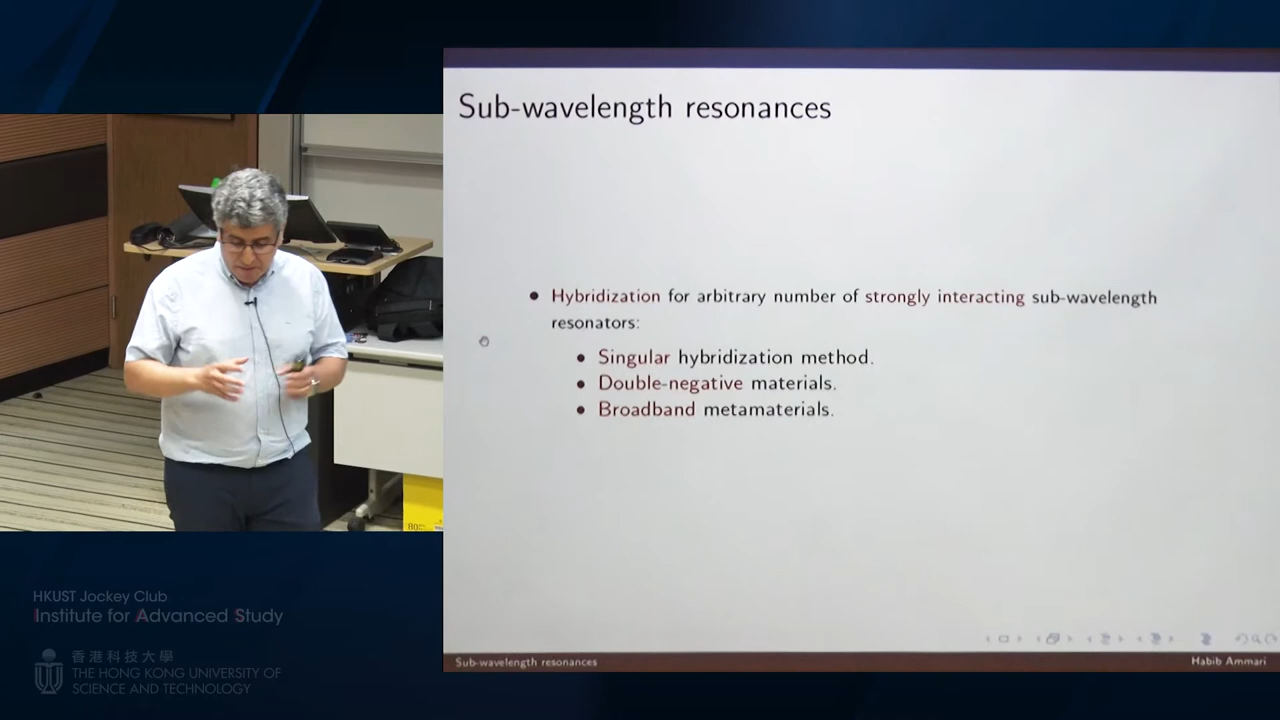 Sub-wavelength resonances
Hybridization for arbitrary number of strongly interacting sub-wavelength
resonators:
Singular hybridization method.
Double-negative materials.
Broadband metamaterials.
Sub-wavelength resonances
Habib Ammari
HKUST Jockey Club
Institute for Advanced Study
香港科技大學
THE HONG KONG UNIVERSITY OF
SCIENCE AND TECHNOLOGY